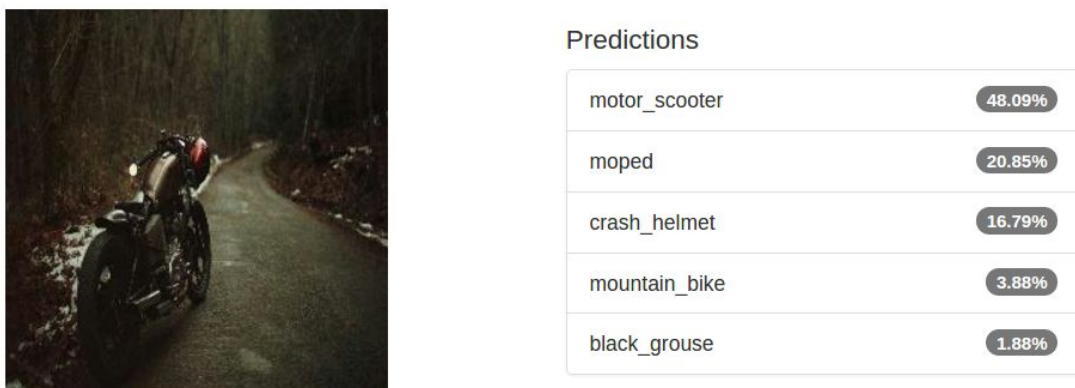 Predictions
motor_scooter 48.09%
moped 20.85%
crash_helmet 16.79%
mountain_bike 3.88%
black_grouse 1.88%